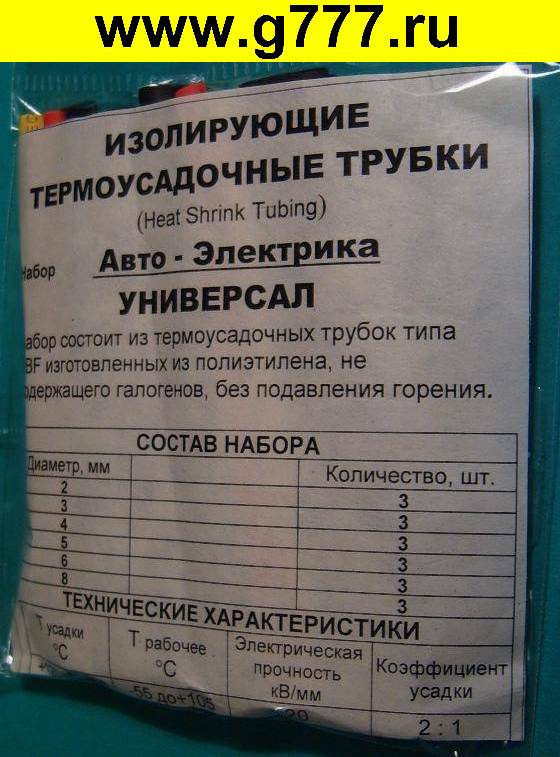 www.g777.ru
ИЗОЛИРУЮЩИЕ
ТЕРМОУСАДОЧНЫЕ ТРУБКИ
(Heat Shrink Tubing)
абор Авто - Электрика
УНИВЕРСАЛ
абор состоит из термоусадочных трубок типа
BF изготовленных из полиэтилена, не
одержащего галогенов, без подавления горения.
СОСТАВ НАБОРА
Диаметр, мм Количество, шт.
2 3
3 3
4 3
5 3
6 3
8 3
ТЕХНИЧЕСКИЕ ХАРАКТЕРИСТИКИ
Т усадки °С Т рабочее °С Электрическая прочность кВ/мм Коэффициент усадки
-55 до+105 20 2 : 1